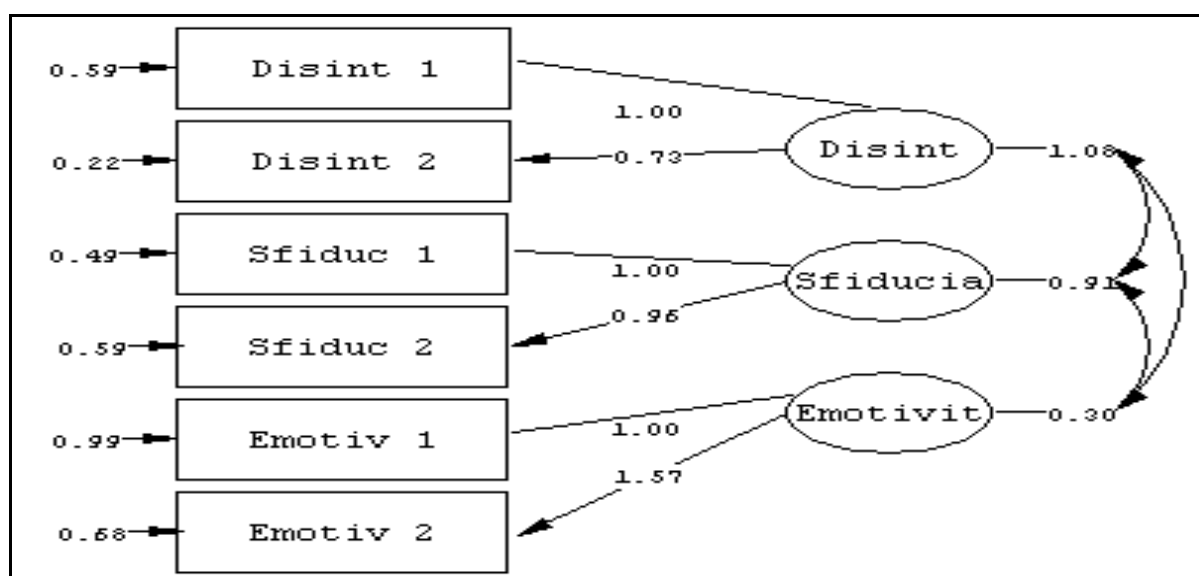 0.59 Disint 1
1.00
0.22 Disint 2 0.73 Disint 1.08
0.49 Sfiduc 1 1.00
Sfiducia 0.91
0.96
0.59 Sfiduc 2
Emotivit 0.30
0.99 Emotiv 1 1.00
1.57
0.68 Emotiv 2